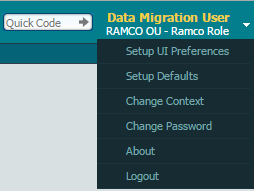 Data Migration User
Quick Code
RAMCO OU - Ramco Role
Setup UI Preferences
Setup Defaults
Change Context
Change Password
About
Logout